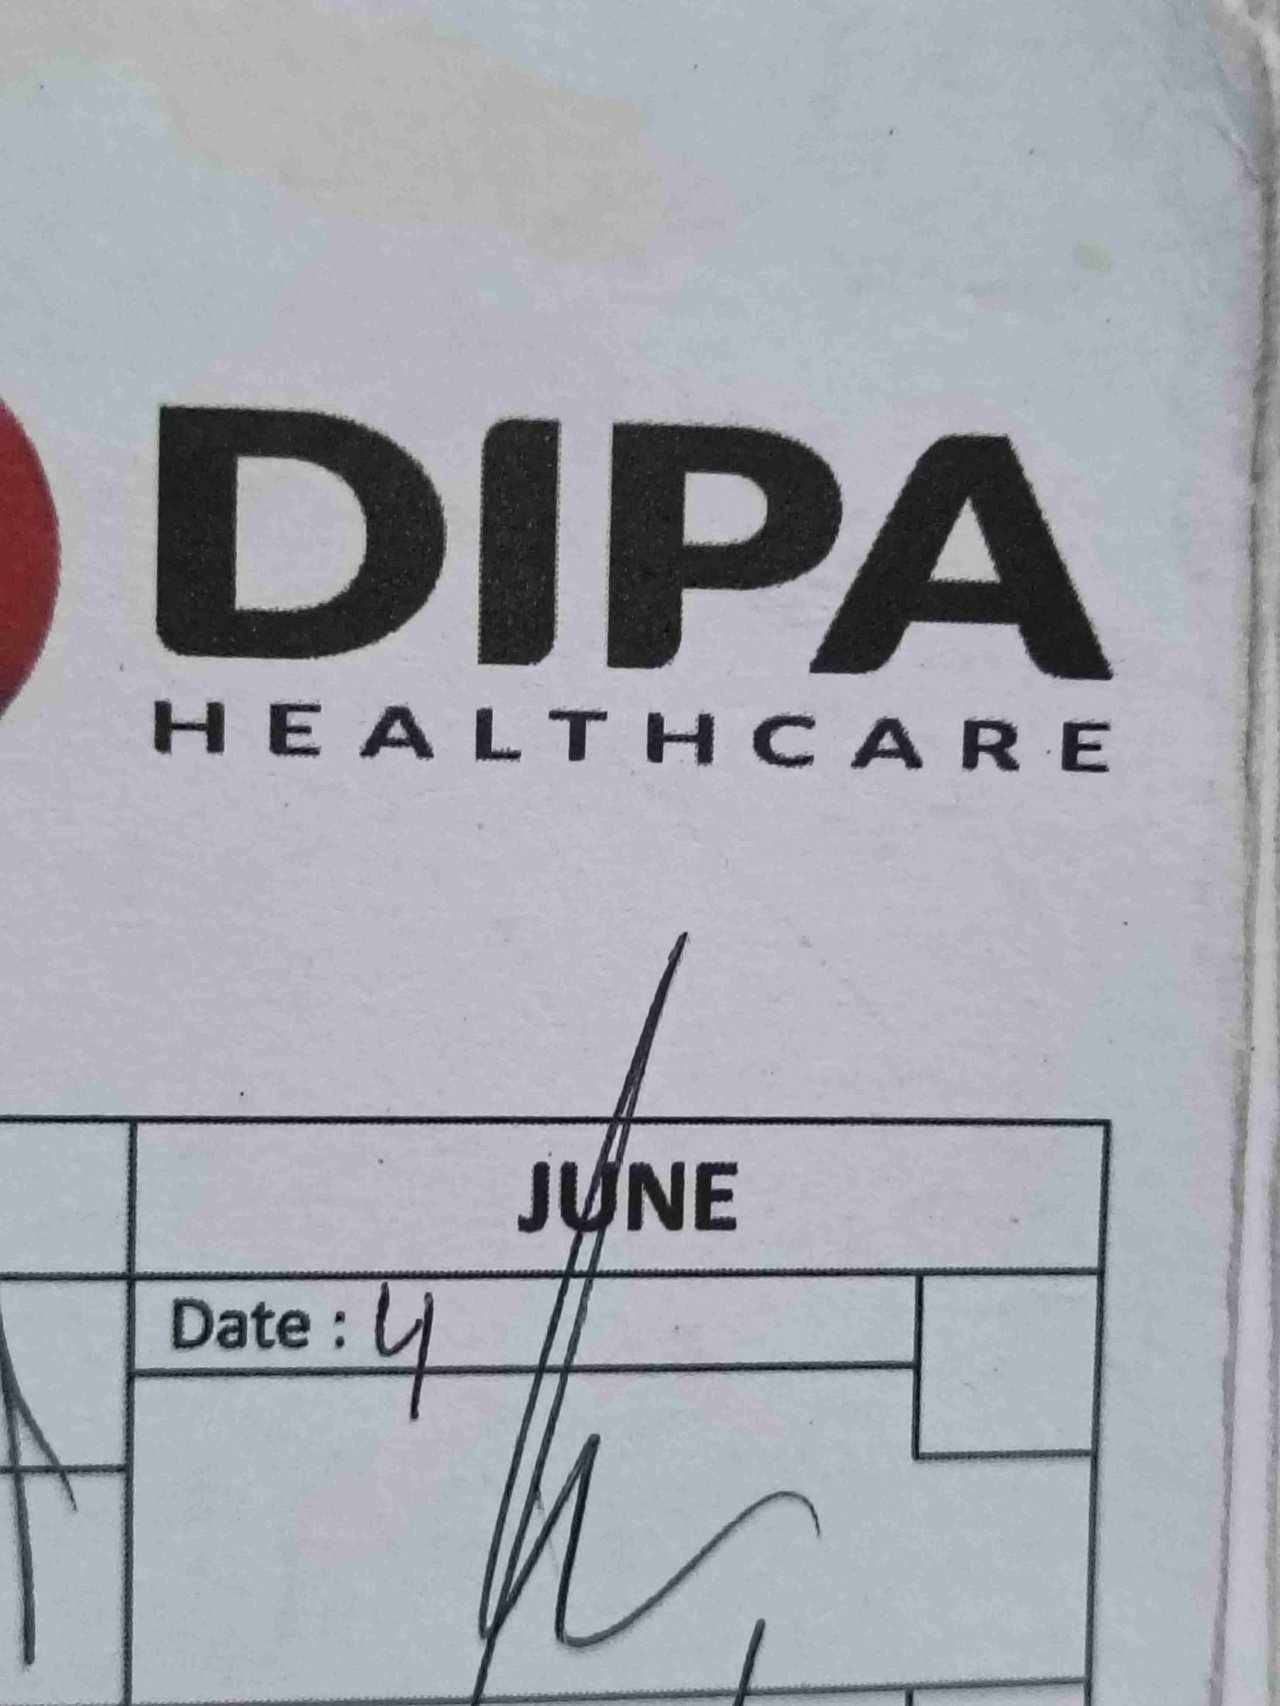 DIPA
HEALTHCARE
JUNE
Date : 4